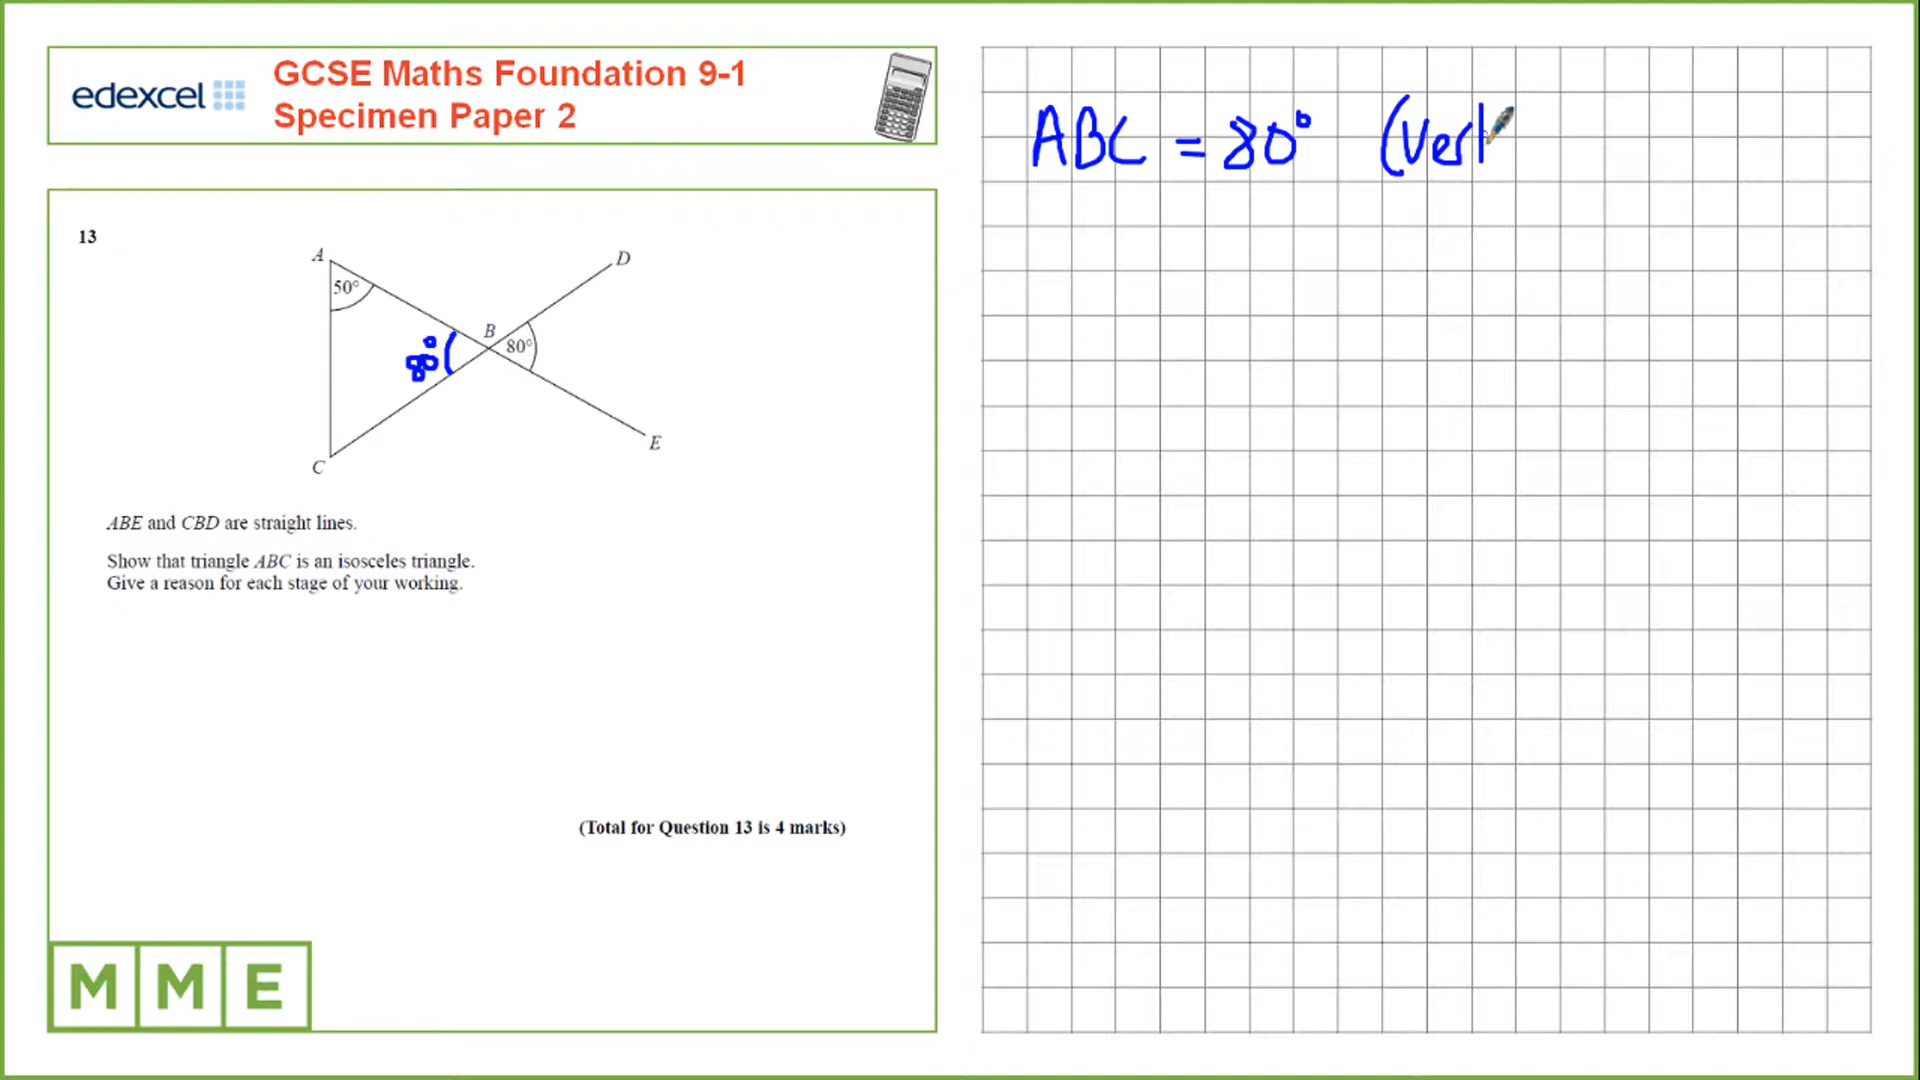 edexcel
GCSE Maths Foundation 9-1
Specimen Paper 2
ABC = 80° (Vert
13
A
D
50°
B
80°
80°
E
C
ABE and CBD are straight lines.
Show that triangle ABC is an isosceles triangle.
Give a reason for each stage of your working.
(Total for Question 13 is 4 marks)
MME